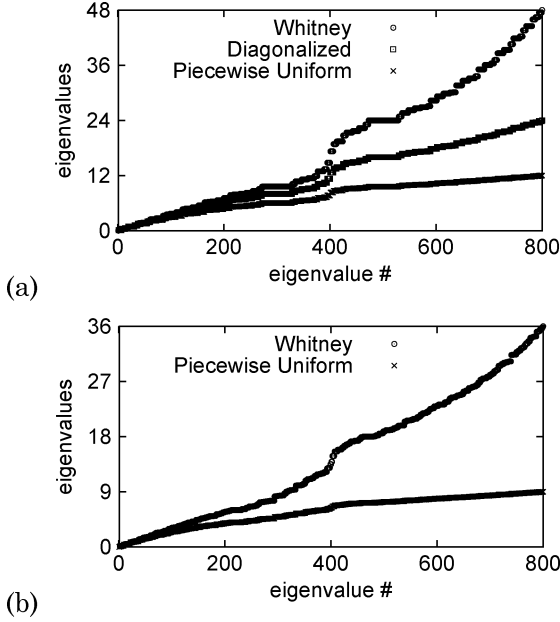 48
36
24
12
0
eigenvalues
Whitney
Diagonalized
Piecewise Uniform
0 200 400 600 800
eigenvalue #
(a)
36
27
18
9
0
eigenvalues
Whitney
Piecewise Uniform
0 200 400 600 800
eigenvalue #
(b)